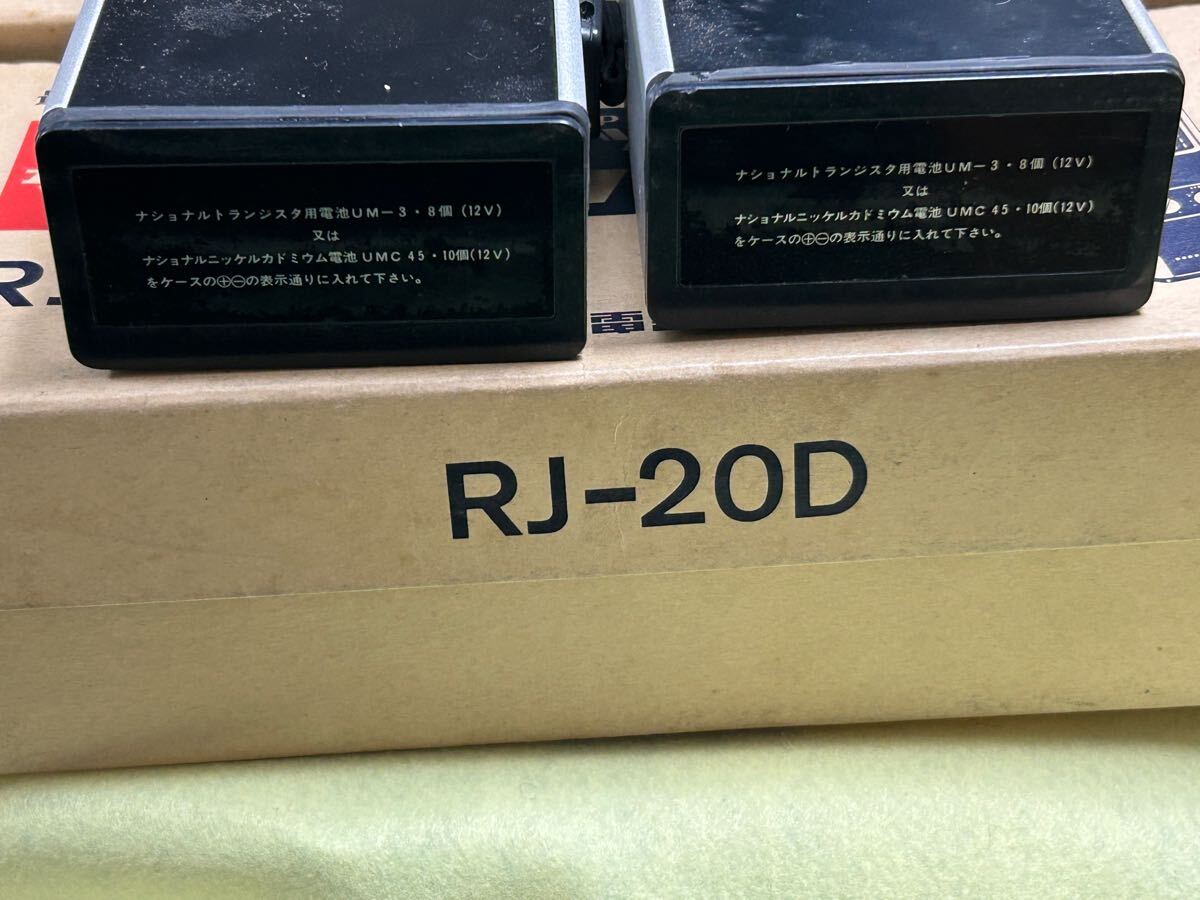 ナショナルトランジスタ用電池UM－3・8個（12V）
又は
ナショナルニッケルカドミウム電池 UMC 45・10個(12V)
をケースの⊕⊖の表示通りに入れて下さい。
ナショナルトランジスタ用電池UM－3・8個（12V）
又は
ナショナルニッケルカドミウム電池 UMC 45・10個(12V)
をケースの⊕⊖の表示通りに入れて下さい。
RJ-20D